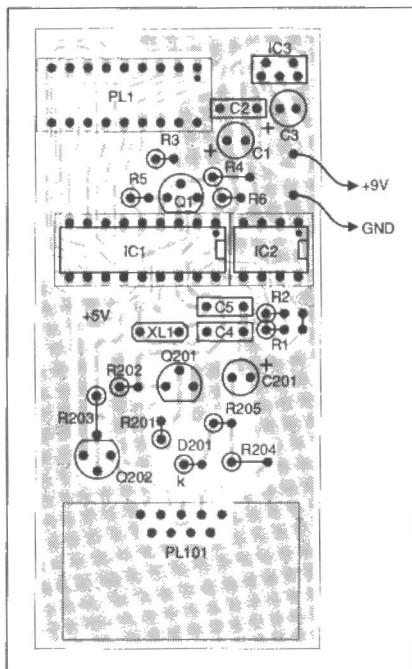 IC3
PL1
C2
C3
R3
C1
R4
+9V
R5
Q1
R6
GND
IC1
IC2
+5V
C5
R2
XL1
C4
R1
Q201
R202
C201
R203
R201
R205
D201
R204
Q202
k
PL101